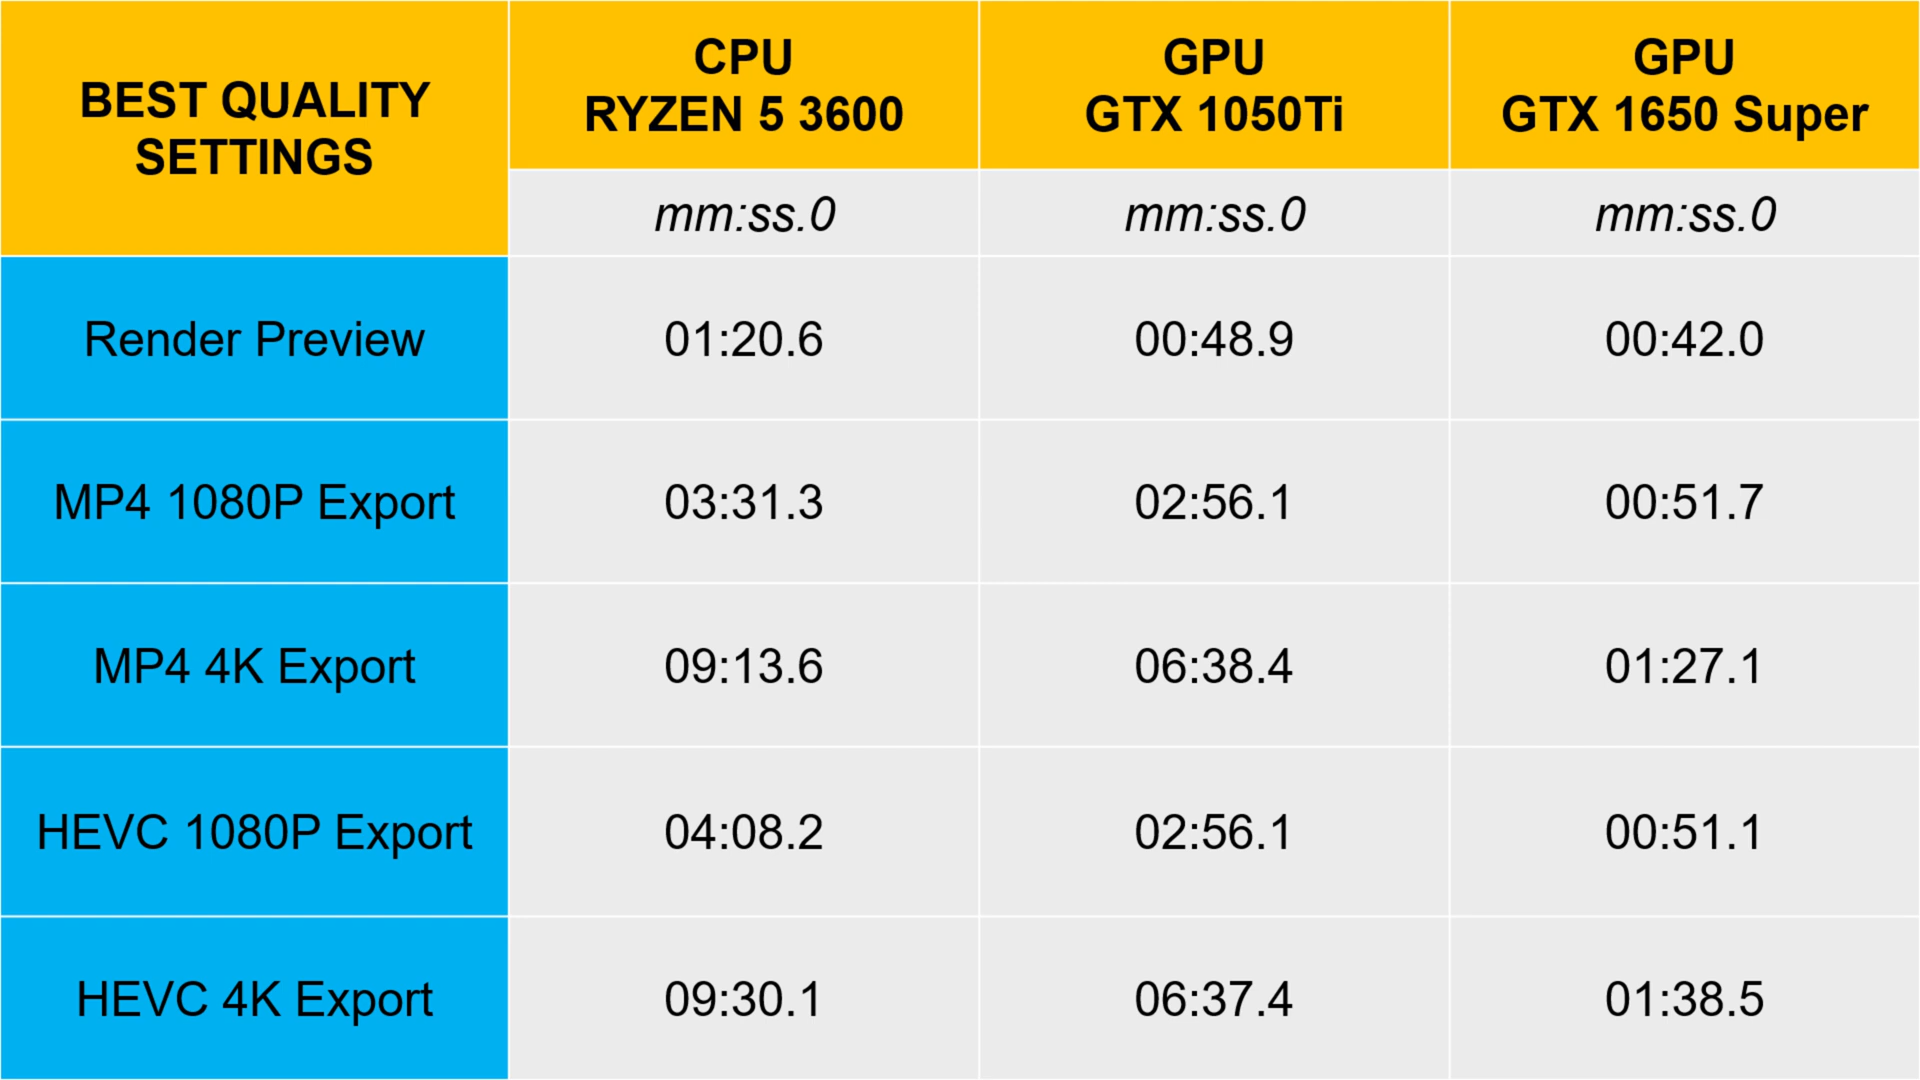 BEST QUALITY
SETTINGS
CPU
RYZEN 5 3600
GPU
GTX 1050Ti
GPU
GTX 1650 Super
mm:ss.0
mm:ss.0
mm:ss.0
Render Preview
01:20.6
00:48.9
00:42.0
MP4 1080P Export
03:31.3
02:56.1
00:51.7
MP4 4K Export
09:13.6
06:38.4
01:27.1
HEVC 1080P Export
04:08.2
02:56.1
00:51.1
HEVC 4K Export
09:30.1
06:37.4
01:38.5